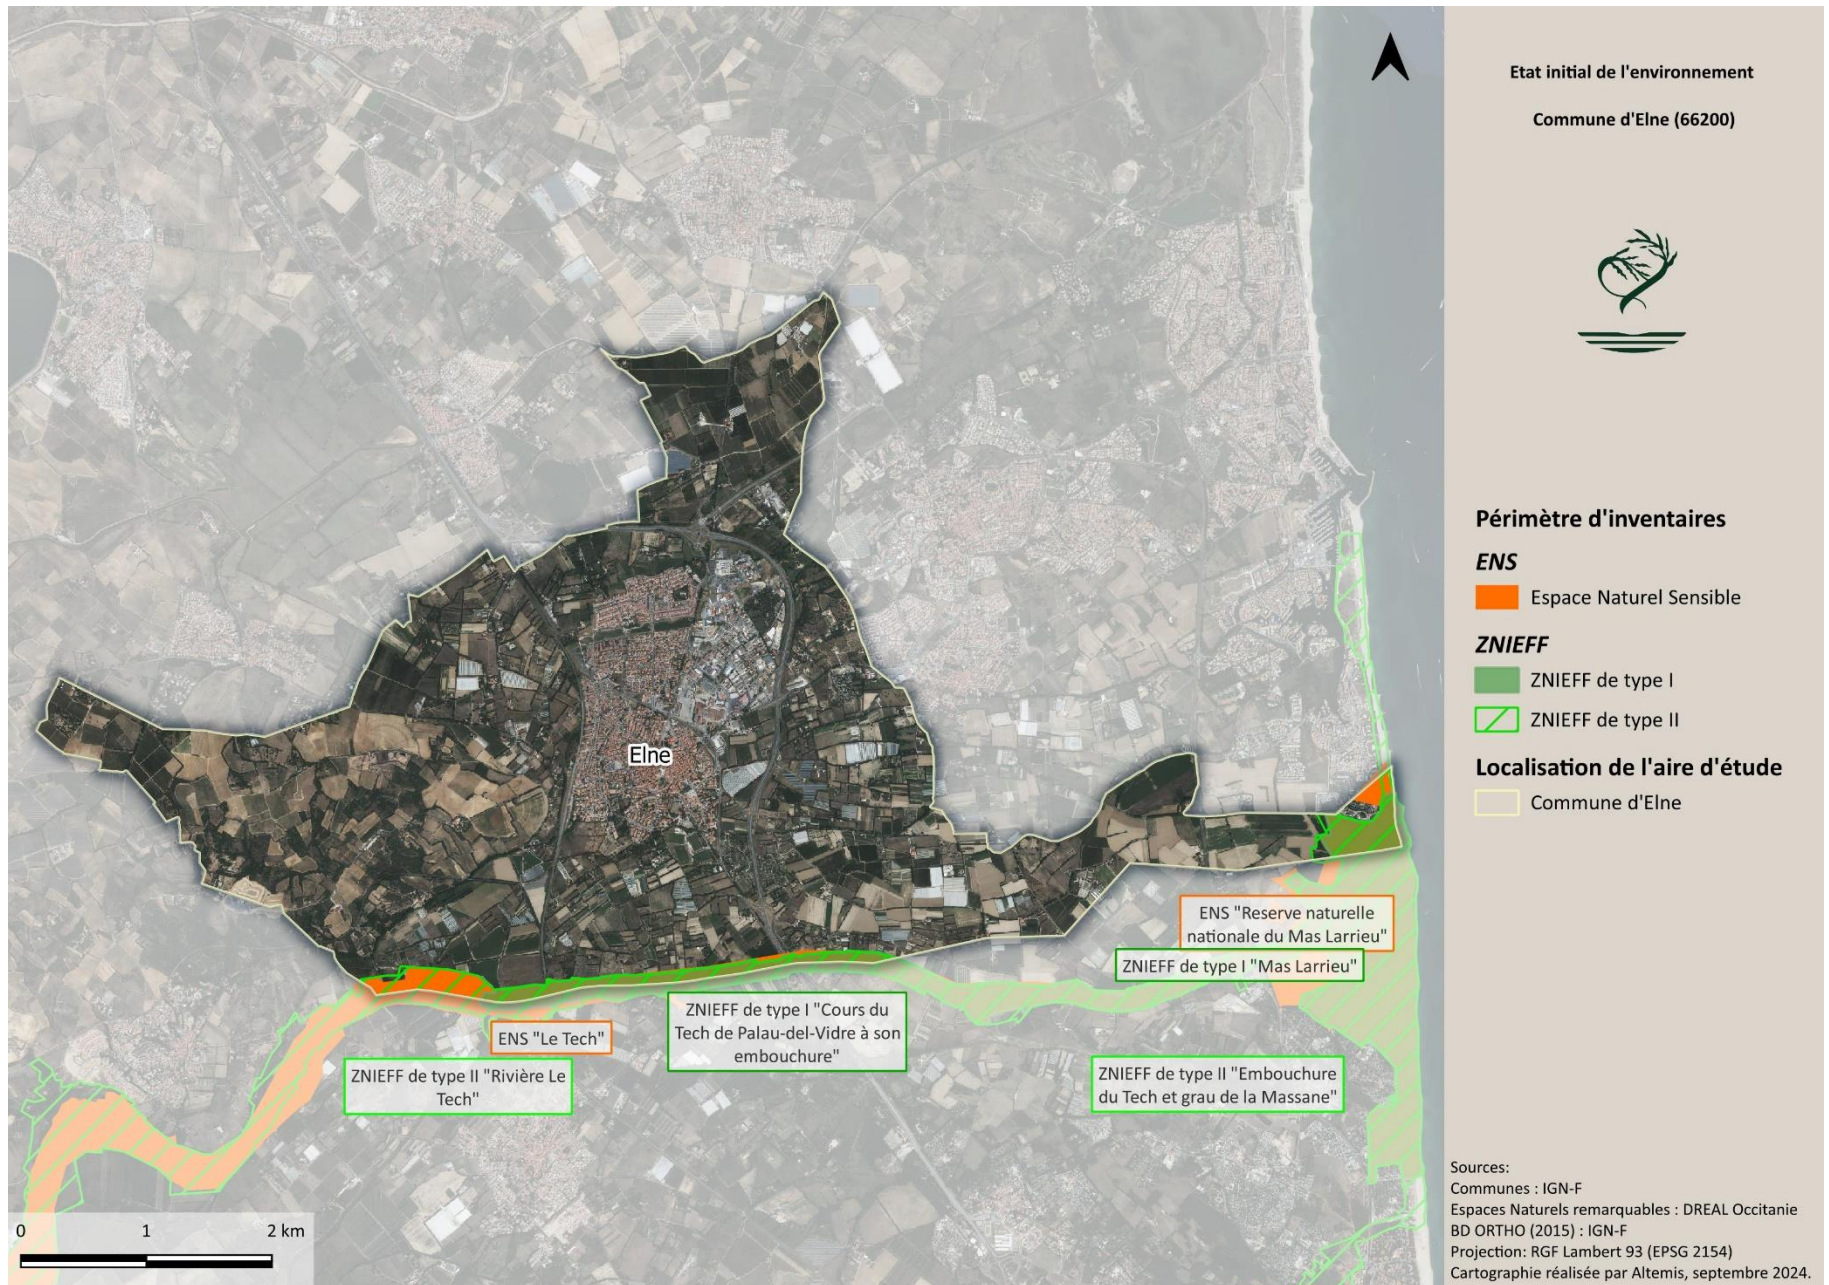 Etat initial de l'environnement
Commune d'Elne (66200)
Périmètre d'inventaires
ENS
Espace Naturel Sensible
ZNIEFF
ZNIEFF de type I
ZNIEFF de type II
Localisation de l'aire d'étude
Commune d'Elne
Elne
ENS "Reserve naturelle
nationale du Mas Larrieu"
ZNIEFF de type I "Mas Larrieu"
ZNIEFF de type I "Cours du
Tech de Palau-del-Vidre à son
embouchure"
ENS "Le Tech"
ZNIEFF de type II "Rivière Le
Tech"
ZNIEFF de type II "Embouchure
du Tech et grau de la Massane"
0 1 2 km
Sources:
Communes : IGN-F
Espaces Naturels remarquables : DREAL Occitanie
BD ORTHO (2015) : IGN-F
Projection: RGF Lambert 93 (EPSG 2154)
Cartographie réalisée par Altemis, septembre 2024.